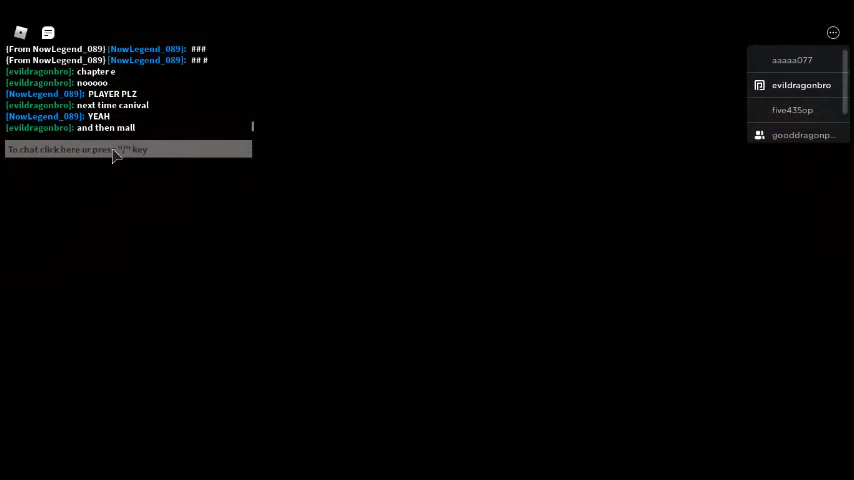 {From NowLegend_089} [NowLegend_089]: ###
{From NowLegend_089} [NowLegend_089]: ## #
[evildragonbro]: chapter e
[evildragonbro]: nooooo
[NowLegend_089]: PLAYER PLZ
[evildragonbro]: next time canival
[NowLegend_089]: YEAH
[evildragonbro]: and then mall
To chat click here or press "/" key
aaaaa077
evildragonbro
five435op
gooddragonp...